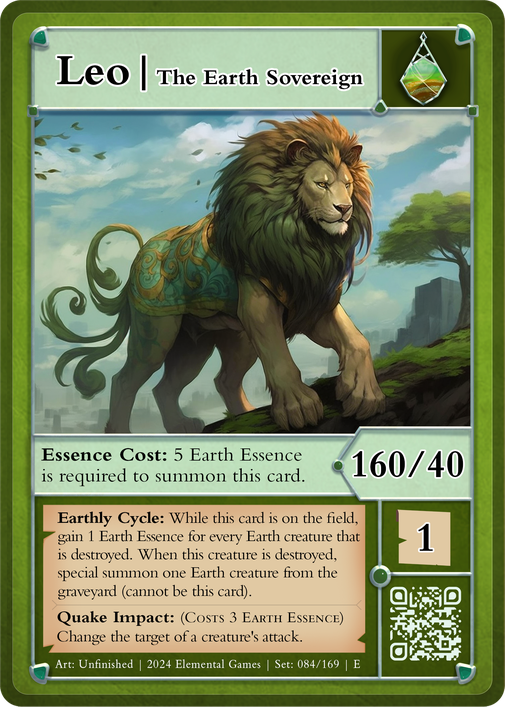 Leo | The Earth Sovereign
Essence Cost: 5 Earth Essence
is required to summon this card.
160/40
Earthly Cycle: While this card is on the field,
gain 1 Earth Essence for every Earth creature that
is destroyed. When this creature is destroyed,
special summon one Earth creature from the
graveyard (cannot be this card).
1
Quake Impact: (Costs 3 Earth Essence)
Change the target of a creature's attack.
Art: Unfinished | 2024 Elemental Games | Set: 084/169 | E